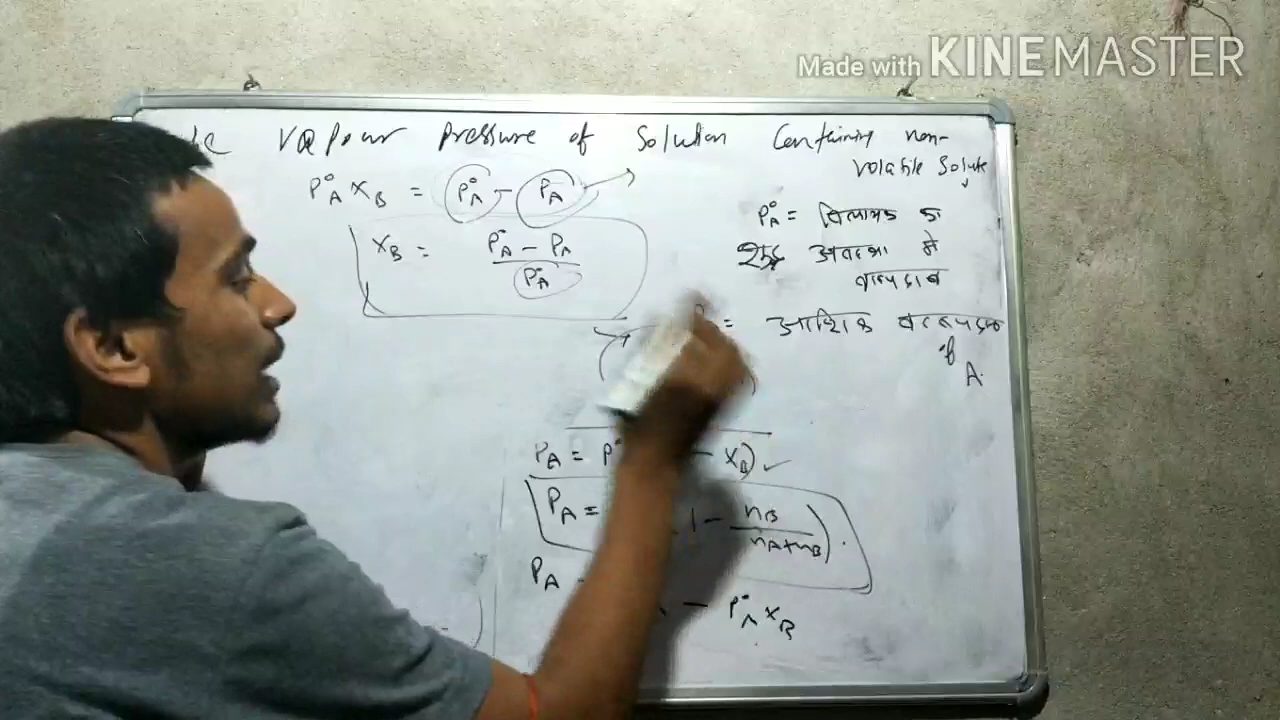 Made with KINEMASTER
Vapour Pressure of Solution Containing non-
volatile Solute
P°A XB = P°A - PA
XB = P°A - PA / P°A
P°A = विलायक का
अवस्था मे
वाष्पदाब
= आंशिक वाष्पदाब
of
A.
PA = P° - XB) ✓
PA = 1 - nB / nA+nB) .
PA - P°A XB